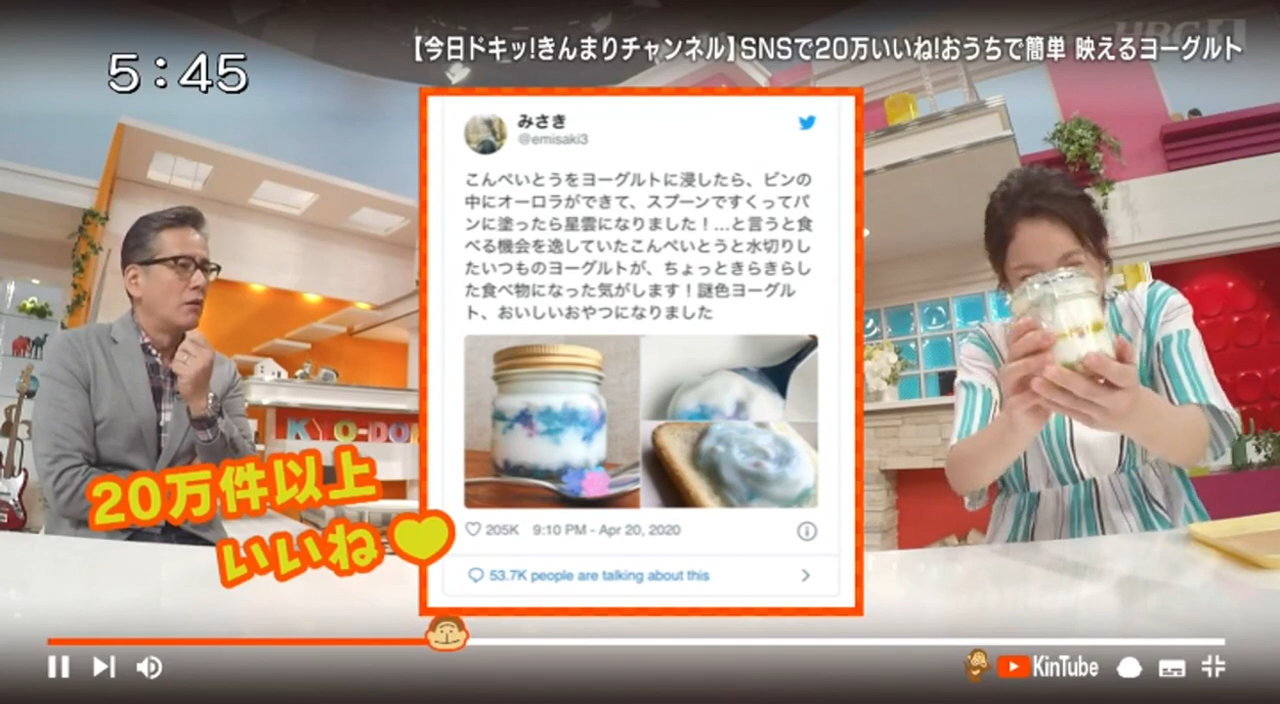 5:45
【今日ドキッ!きんまりチャンネル】SNSで20万いいね!おうちで簡単 映えるヨーグルト
みさき
@emisaki3
こんぺいとうをヨーグルトに浸したら、ビンの
中にオーロラができて、スプーンですくってパ
ンに塗ったら星雲になりました！…と言うと食
べる機会を逸していたこんぺいとうと水切りし
たいつものヨーグルトが、ちょっときらきらし
た食べ物になった気がします！謎色ヨーグル
ト、おいしいおやつになりました
205K 9:10 PM - Apr 20, 2020
53.7K people are talking about this
20万件以上
いいね
KYO-DO
KinTube